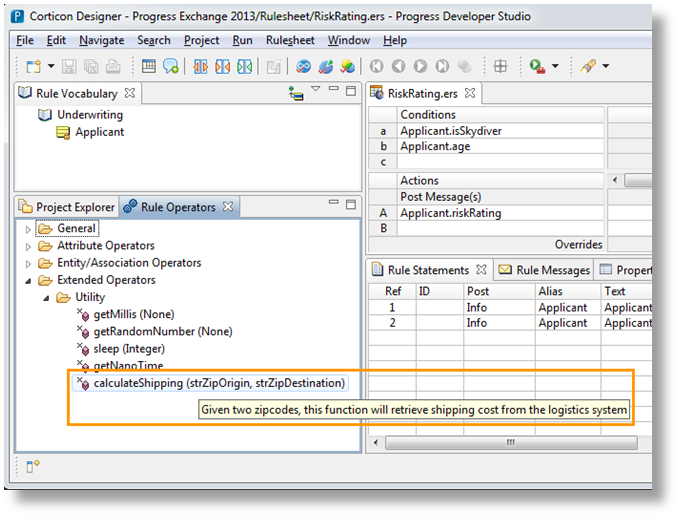 Corticon Designer - Progress Exchange 2013/Rulesheet/RiskRating.ers - Progress Developer Studio
File Edit Navigate Search Project Run Rulesheet Window Help
Rule Vocabulary
Underwriting
Applicant
RiskRating.ers
Conditions
a Applicant.isSkydiver
b Applicant.age
c
Actions
Post Message(s)
A Applicant.riskRating
B
Overrides
Project Explorer Rule Operators
General
Attribute Operators
Entity/Association Operators
Extended Operators
Utility
getMillis (None)
getRandomNumber (None)
sleep (Integer)
getNanoTime
calculateShipping (strZipOrigin, strZipDestination)
Given two zipcodes, this function will retrieve shipping cost from the logistics system
Rule Statements Rule Messages Propert
Ref ID Post Alias Text
1 Info Applicant Applican
2 Info Applicant Applican